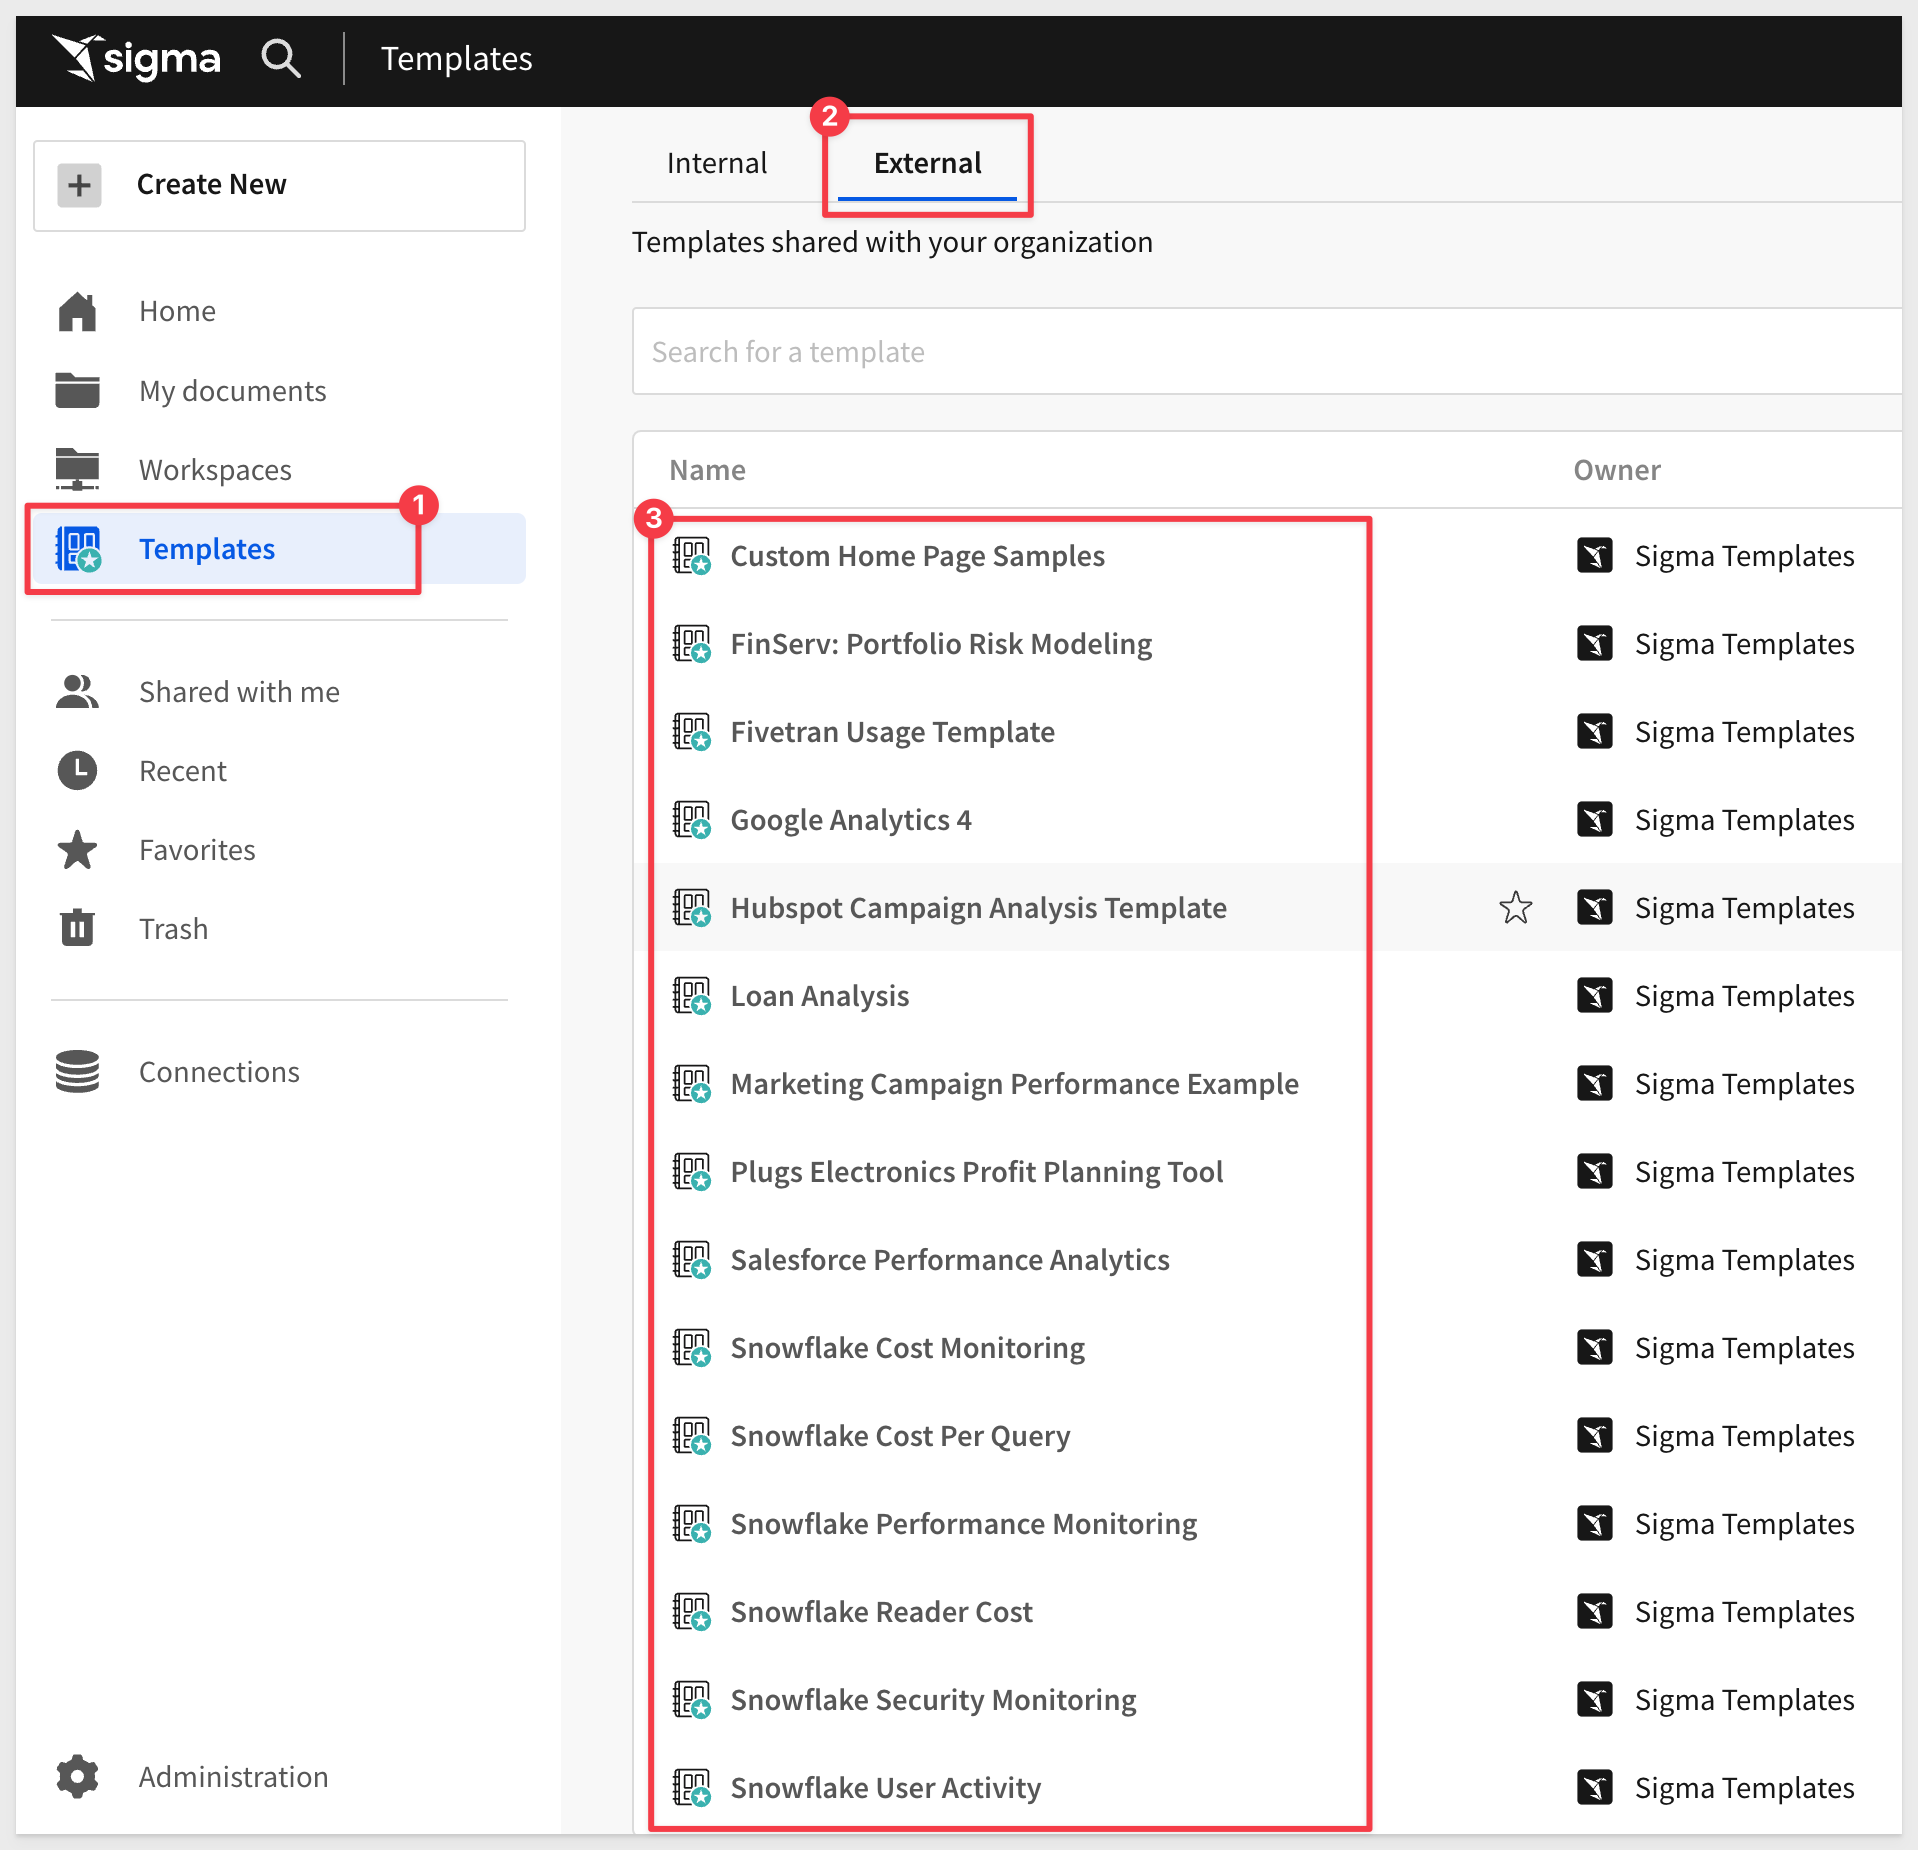 sigma Templates
Create New
Home
My documents
Workspaces
1
Templates
Shared with me
Recent
Favorites
Trash
Connections
Administration
2
Internal External
Templates shared with your organization
Search for a template
Name Owner
3
Custom Home Page Samples Sigma Templates
FinServ: Portfolio Risk Modeling Sigma Templates
Fivetran Usage Template Sigma Templates
Google Analytics 4 Sigma Templates
Hubspot Campaign Analysis Template Sigma Templates
Loan Analysis Sigma Templates
Marketing Campaign Performance Example Sigma Templates
Plugs Electronics Profit Planning Tool Sigma Templates
Salesforce Performance Analytics Sigma Templates
Snowflake Cost Monitoring Sigma Templates
Snowflake Cost Per Query Sigma Templates
Snowflake Performance Monitoring Sigma Templates
Snowflake Reader Cost Sigma Templates
Snowflake Security Monitoring Sigma Templates
Snowflake User Activity Sigma Templates